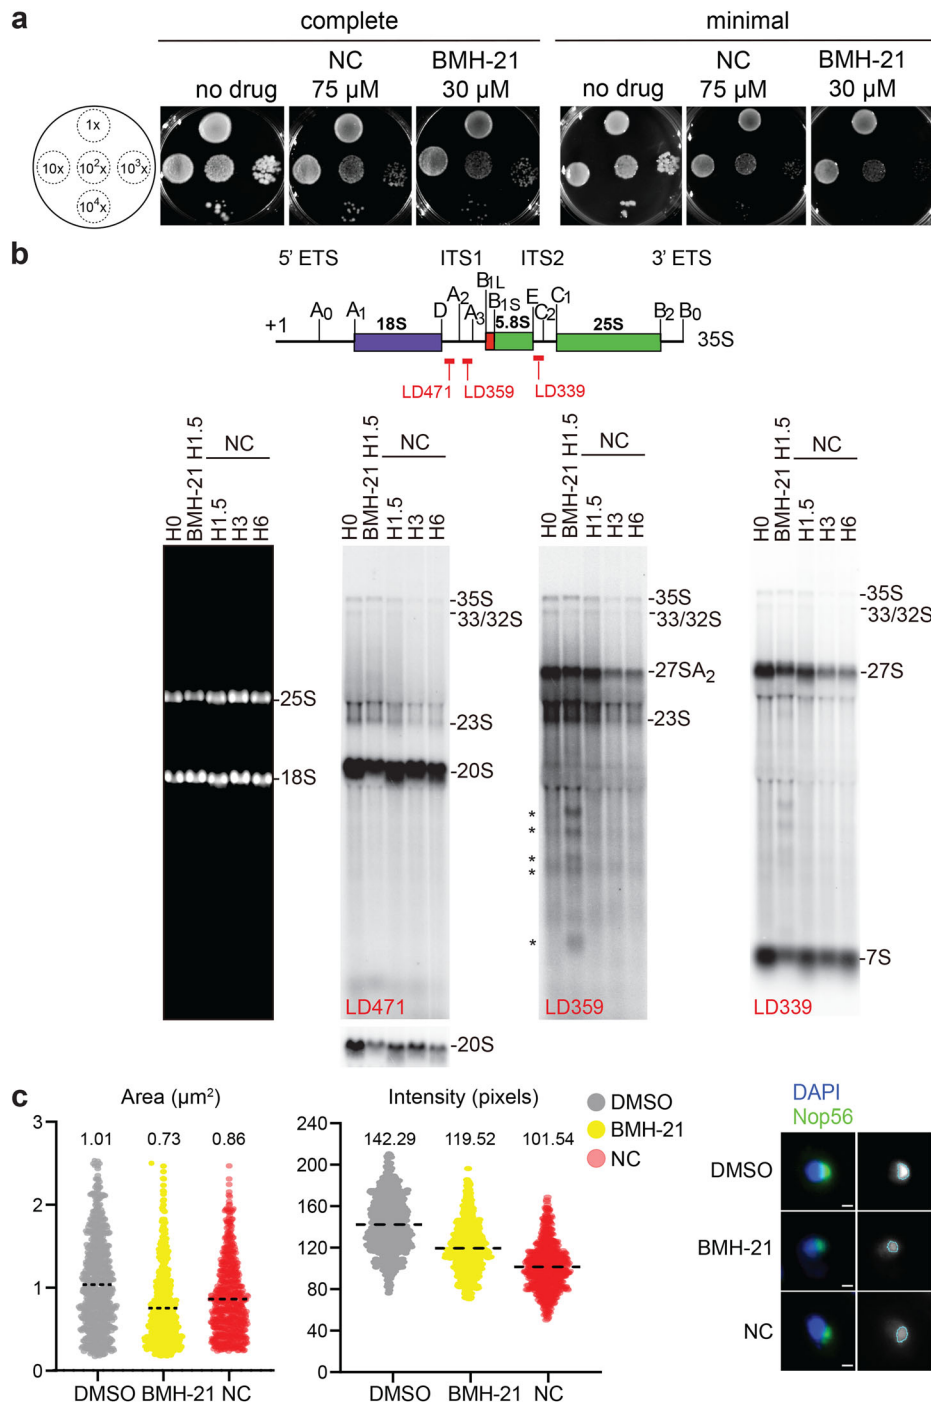 a
complete
minimal
no drug
NC
75 µM
BMH-21
30 µM
no drug
NC
75 µM
BMH-21
30 µM
1x
10x
10²x
10³x
10⁴x
b
5' ETS
ITS1
ITS2
3' ETS
+1
A₀
A₁
18S
D
A₂
A₃
B₁L
B₁S
5.8S
E
C₂
C₁
25S
B₂
B₀
35S
LD471
LD359
LD339
NC
H0
BMH-21 H1.5
H1.5
H3
H6
-25S
-18S
NC
H0
BMH-21 H1.5
H1.5
H3
H6
-35S
-33/32S
-23S
-20S
LD471
-20S
NC
H0
BMH-21 H1.5
H1.5
H3
H6
-35S
-33/32S
-27SA₂
-23S
*
*
*
*
*
LD359
NC
H0
BMH-21 H1.5
H1.5
H3
H6
-35S
-33/32S
-27S
-7S
LD339
c
Area (µm²)
3
2
1
0
1.01
0.73
0.86
DMSO BMH-21 NC
Intensity (pixels)
240
200
160
120
80
40
0
142.29
119.52
101.54
DMSO BMH-21 NC
DMSO
BMH-21
NC
DAPI
Nop56
DMSO
BMH-21
NC